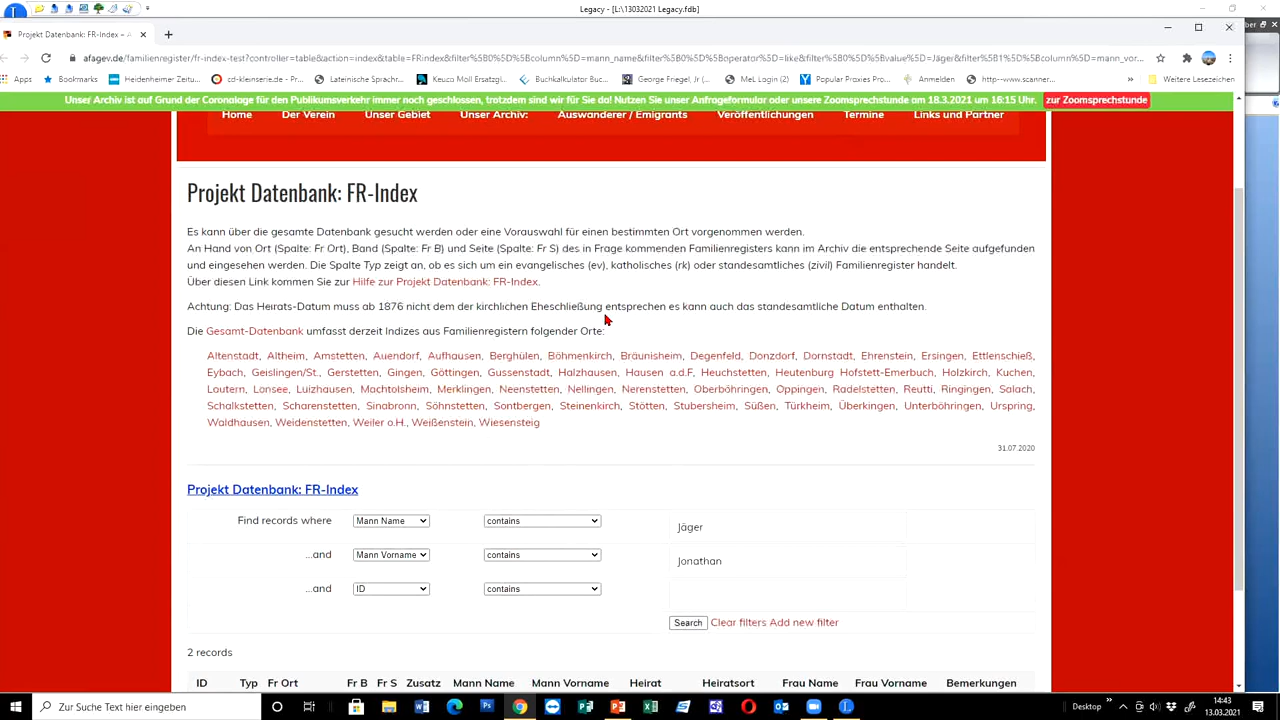 Legacy - [L:\13032021 Legacy.fdb]
Projekt Datenbank: FR-Index – A
afagev.de/familienregister/fr-index-test?controller=table&action=index&table=FRindex&filter%5B0%5D%5Bcolumn%5D=mann_name&filter%5B0%5D%5Boperator%5D=like&filter%5B0%5D%5Bvalue%5D=Jäger&filter%5B1%5D%5Bcolumn%5D=mann_vor...
Apps Bookmarks Heidenheimer Zeitu... cd-kleinserie.de - Pr... Lateinische Sprachr... Keuco Moll Ersatzgl... Buchkalkulator Buc... George Friegel, Jr (... MeL Login (2) Popular Proxies Pro... Anmelden http--www.scanner... Weitere Lesezeichen
Unser Archiv ist auf Grund der Coronalage für den Publikumsverkehr immer noch geschlossen, trotzdem sind wir für Sie da! Nutzen Sie unser Anfrageformular oder unsere Zoomsprechstunde am 18.3.2021 um 16:15 Uhr. zur Zoomsprechstunde
Home Der Verein Unser Gebiet Unser Archiv: Auswanderer / Emigrants Veröffentlichungen Termine Links und Partner
Projekt Datenbank: FR-Index
Es kann über die gesamte Datenbank gesucht werden oder eine Vorauswahl für einen bestimmten Ort vorgenommen werden.
An Hand von Ort (Spalte: Fr Ort), Band (Spalte: Fr B) und Seite (Spalte: Fr S) des in Frage kommenden Familienregisters kann im Archiv die entsprechende Seite aufgefunden
und eingesehen werden. Die Spalte Typ zeigt an, ob es sich um ein evangelisches (ev), katholisches (rk) oder standesamtliches (zivil) Familienregister handelt.
Über diesen Link kommen Sie zur Hilfe zur Projekt Datenbank: FR-Index.
Achtung: Das Heirats-Datum muss ab 1876 nicht dem der kirchlichen Eheschließung entsprechen es kann auch das standesamtliche Datum enthalten.
Die Gesamt-Datenbank umfasst derzeit Indizes aus Familienregistern folgender Orte:
Altenstadt, Altheim, Amstetten, Auendorf, Aufhausen, Berghülen, Böhmenkirch, Bräunisheim, Degenfeld, Donzdorf, Dornstadt, Ehrenstein, Ersingen, Ettlenschieß,
Eybach, Geislingen/St., Gerstetten, Gingen, Göttingen, Gussenstadt, Halzhausen, Hausen a.d.F, Heuchstetten, Heutenburg Hofstett-Emerbuch, Holzkirch, Kuchen,
Lautern, Lonsee, Luizhausen, Machtolsheim, Merklingen, Neenstetten, Nellingen, Nerenstetten, Oberböhringen, Oppingen, Radelstetten, Reutti, Ringingen, Salach,
Schalkstetten, Scharenstetten, Sinabronn, Söhnstetten, Sontbergen, Steinenkirch, Stötten, Stubersheim, Süßen, Türkheim, Überkingen, Unterböhringen, Urspring,
Waldhausen, Weidenstetten, Weiler o.H., Weißenstein, Wiesensteig
31.07.2020
Projekt Datenbank: FR-Index
Find records where Mann Name contains Jäger
...and Mann Vorname contains Jonathan
...and ID contains
Search Clear filters Add new filter
2 records
ID Typ Fr Ort Fr B Fr S Zusatz Mann Name Mann Vorname Heirat Heiratsort Frau Name Frau Vorname Bemerkungen
Zur Suche Text hier eingeben
Desktop
14:43
13.03.2021